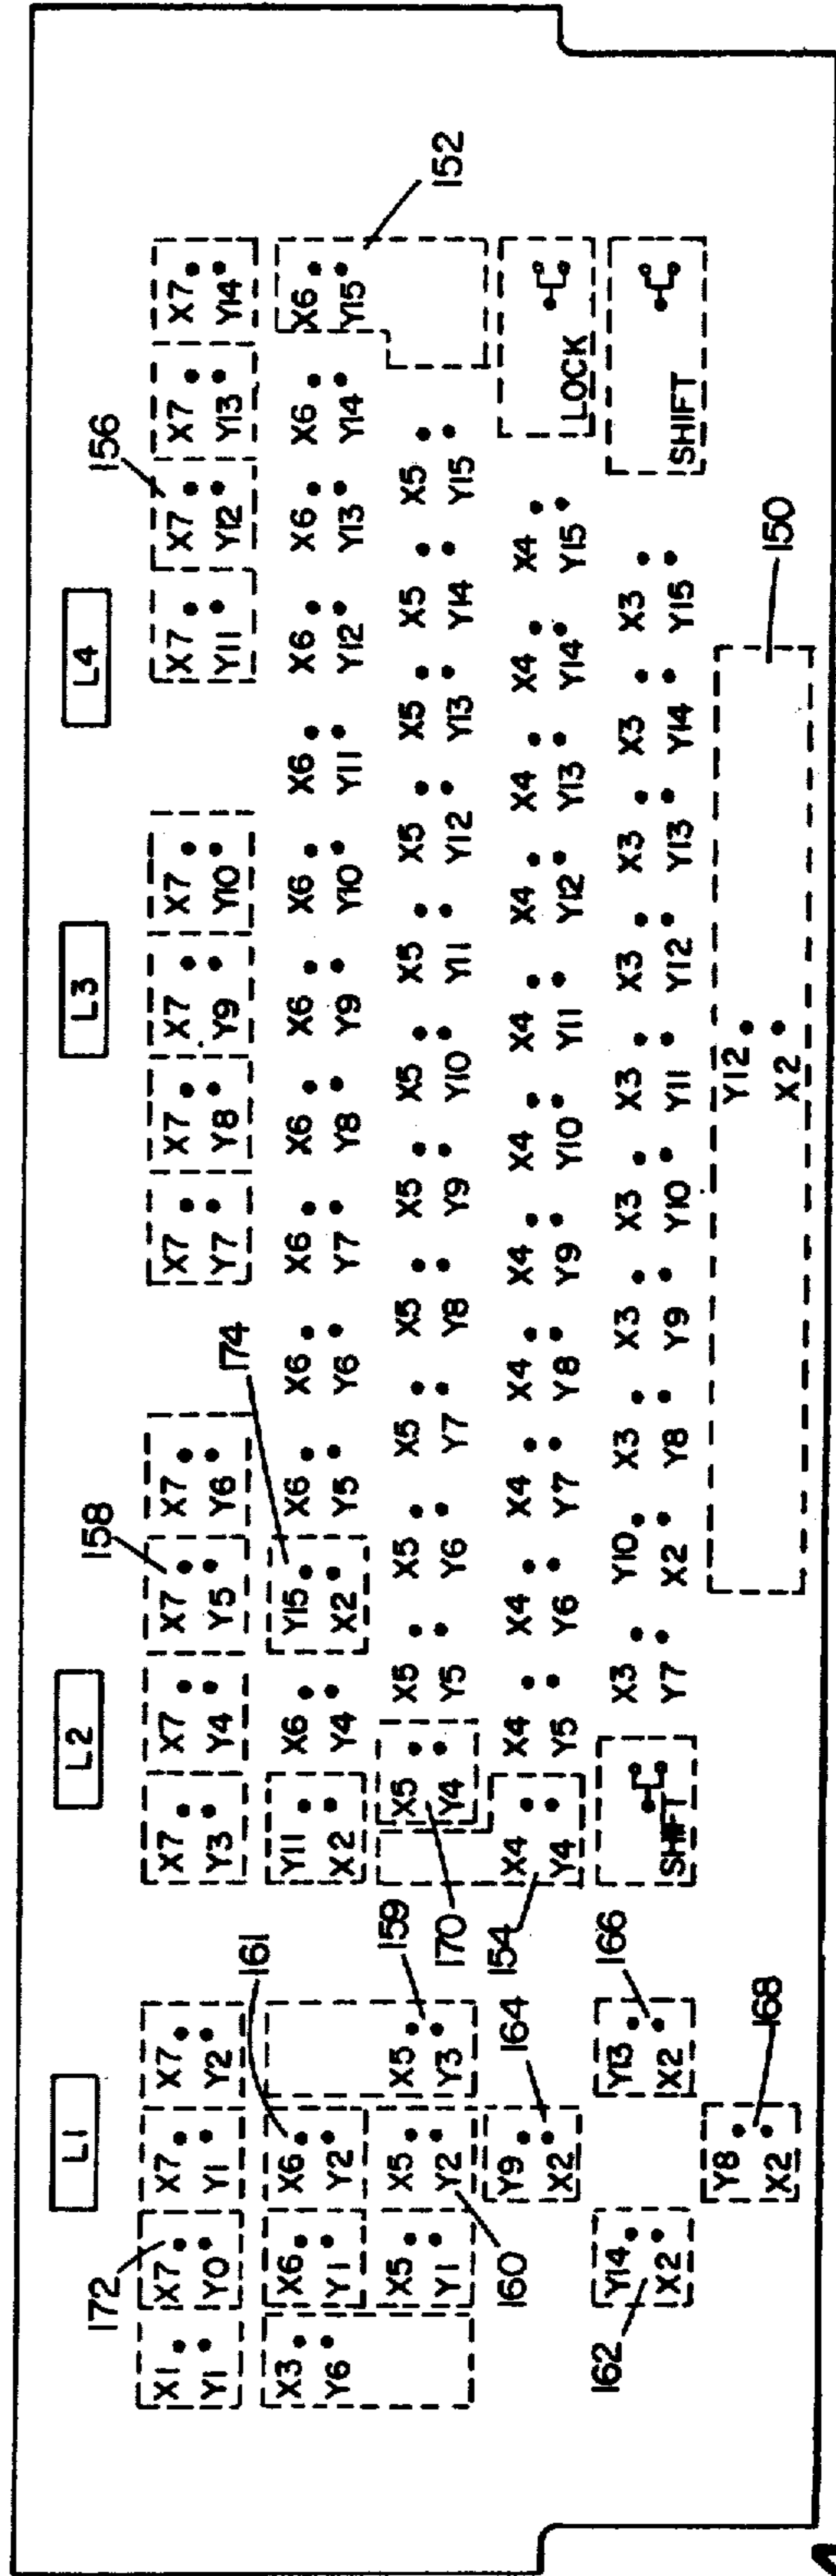 L1 L2 L3 L4
172 158 156
X1 X7 X7 X7 X7 X7 X7 X7 X7 X7 X7 X7 X7 X7 X7 X7
Y1 Y0 Y1 Y2 Y3 Y4 Y5 Y6 Y7 Y8 Y9 Y10 Y11 Y12 Y13 Y14
161 174 152
X3 X6 X6 Y11 X6 Y15 X6 X6 X6 X6 X6 X6 X6 X6 X6 X6 X6
Y6 Y1 Y2 X2 Y4 X2 Y5 Y6 Y7 Y8 Y9 Y10 Y11 Y12 Y13 Y14 Y15
159
X5 X5 X5 X5 X5 X5 X5 X5 X5 X5 X5 X5 X5 X5 X5
Y1 Y2 Y3 Y4 Y5 Y6 Y7 Y8 Y9 Y10 Y11 Y12 Y13 Y14 Y15
160 164 170 154
Y9 X4 X4 X4 X4 X4 X4 X4 X4 X4 X4 X4 X4
X2 Y4 Y5 Y6 Y7 Y8 Y9 Y10 Y11 Y12 Y13 Y14 Y15 LOCK
162 166
Y14 Y13 X3 Y10 X3 X3 X3 X3 X3 X3 X3 X3
X2 X2 SHIFT Y7 X2 Y8 Y9 Y10 Y11 Y12 Y13 Y14 Y15 SHIFT
168 150
Y8 Y12
X2 X2